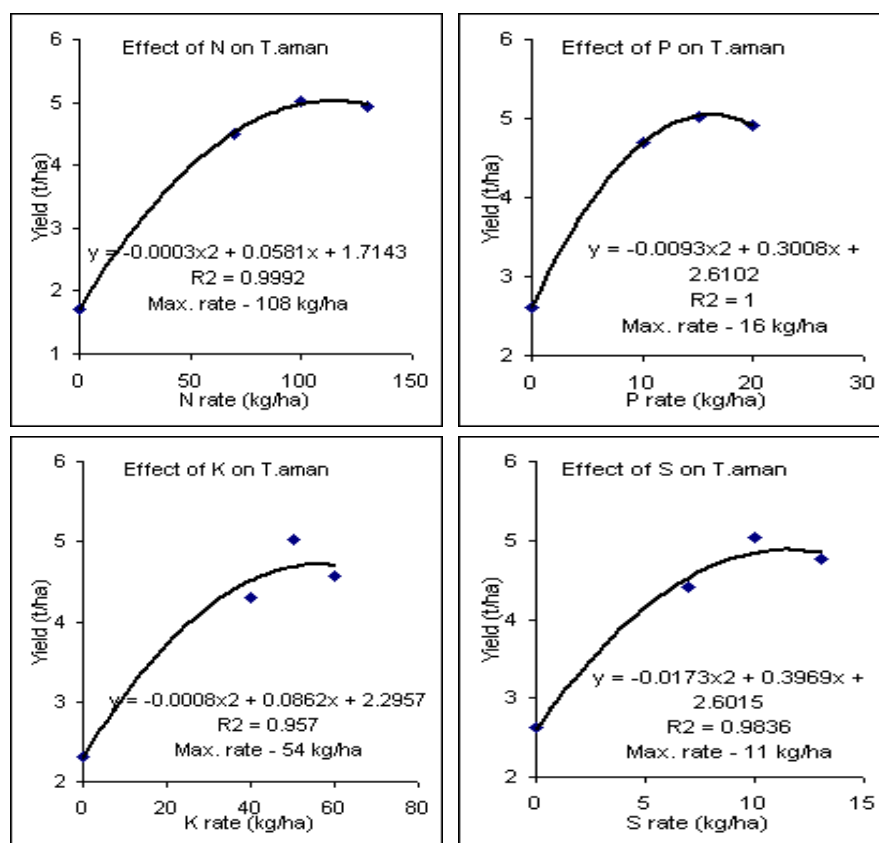 Effect of N on T.aman
6
5
4
3
2
1
Yield (t/ha)
y = -0.0003x2 + 0.0581x + 1.7143
R2 = 0.9992
Max. rate - 108 kg/ha
0 50 100 150
N rate (kg/ha)
Effect of P on T.aman
6
5
4
3
2
Yield (t/ha)
y = -0.0093x2 + 0.3008x +
2.6102
R2 = 1
Max. rate - 16 kg/ha
0 10 20 30
P rate (kg/ha)
Effect of K on T.aman
6
5
4
3
2
Yield (t/ha)
y = -0.0008x2 + 0.0862x + 2.2957
R2 = 0.957
Max. rate - 54 kg/ha
0 20 40 60 80
K rate (kg/ha)
Effect of S on T.aman
6
5
4
3
2
Yield (t/ha)
y = -0.0173x2 + 0.3969x +
2.6015
R2 = 0.9836
Max. rate - 11 kg/ha
0 5 10 15
S rate (kg/ha)